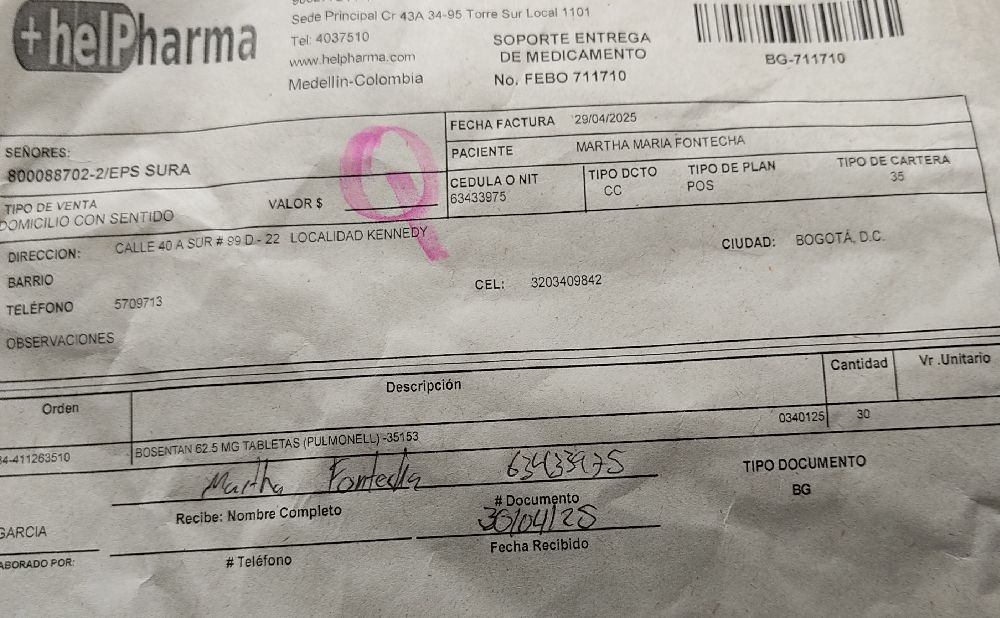 +helPharma
Sede Principal Cr 43A 34-95 Torre Sur Local 1101
Tel: 4037510
www.helpharma.com
Medellin-Colombia
SOPORTE ENTREGA
DE MEDICAMENTO
No. FEBO 711710
BG-711710
SEÑORES:
800088702-2/EPS SURA
FECHA FACTURA 29/04/2025
PACIENTE MARTHA MARIA FONTECHA
TIPO DE VENTA
DOMICILIO CON SENTIDO
VALOR $
Q
CEDULA O NIT
63433975
TIPO DCTO
CC
TIPO DE PLAN
POS
TIPO DE CARTERA
35
DIRECCION: CALLE 40 A SUR # 99 D - 22 LOCALIDAD KENNEDY
CIUDAD: BOGOTÁ, D.C.
BARRIO
CEL: 3203409842
TELÉFONO 5709713
OBSERVACIONES
Orden Descripción Cantidad Vr .Unitario
4-411263510 BOSENTAN 62.5 MG TABLETAS (PULMONELL) -35153 0340125 30
Martha Fontecha 63433975
Recibe: Nombre Completo # Documento
TIPO DOCUMENTO
BG
30/04/25
GARCIA
ABORADO POR: # Teléfono Fecha Recibido